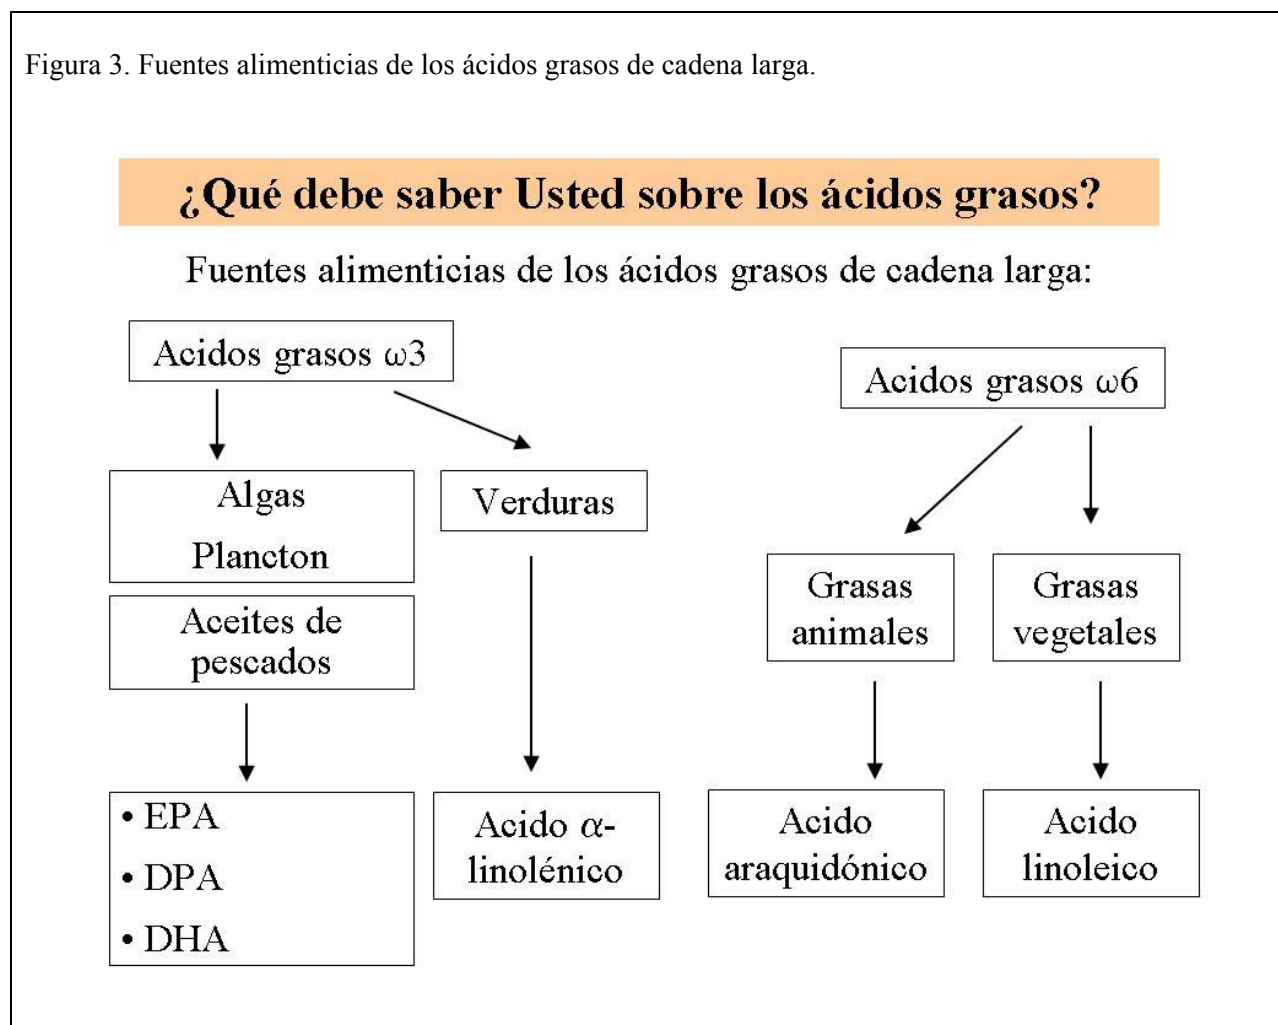 Figura 3. Fuentes alimenticias de los ácidos grasos de cadena larga.
¿Qué debe saber Usted sobre los ácidos grasos?
Fuentes alimenticias de los ácidos grasos de cadena larga:
Acidos grasos ω3
Acidos grasos ω6
Algas
Plancton
Verduras
Aceites de
pescados
Grasas
animales
Grasas
vegetales
• EPA
• DPA
• DHA
Acido α-
linolénico
Acido
araquidónico
Acido
linoleico